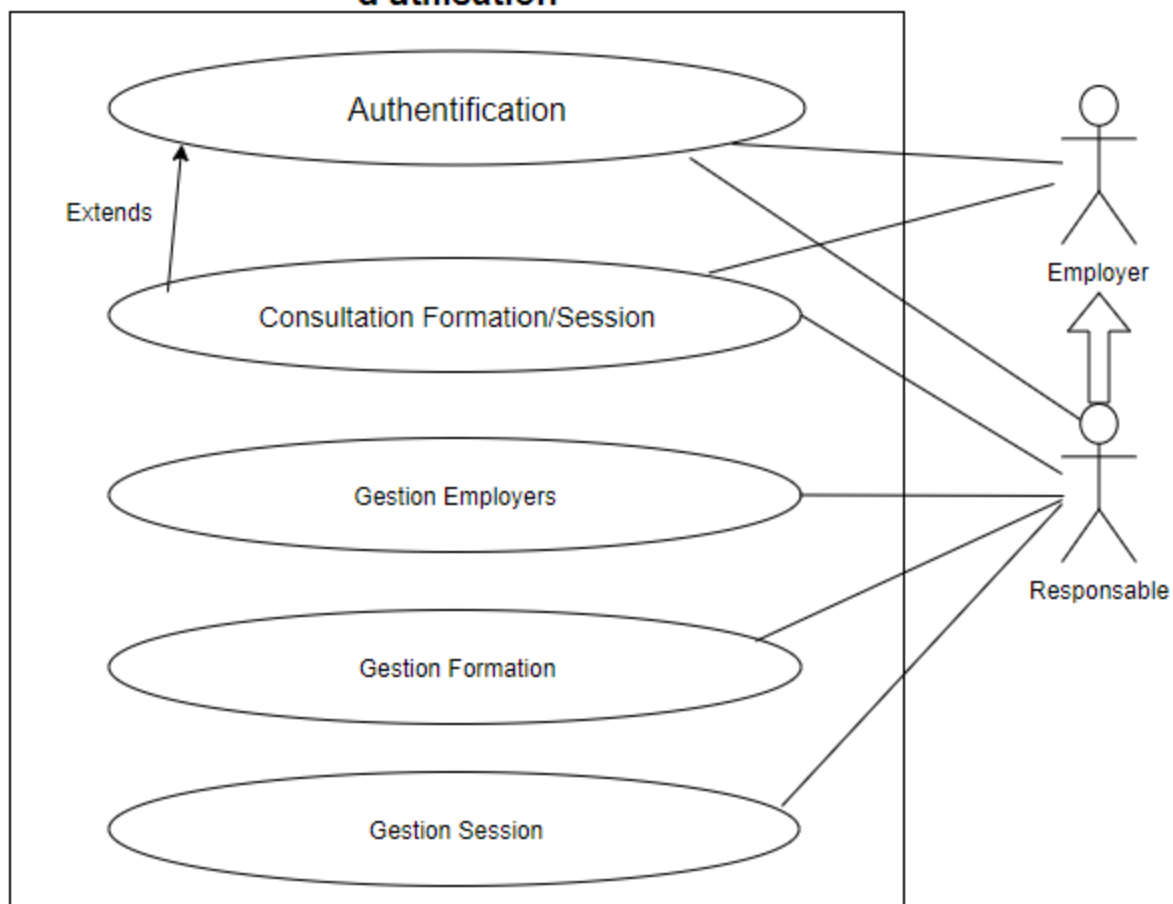 d'utilisation
Authentification
Extends
Employer
Consultation Formation/Session
Gestion Employers
Responsable
Gestion Formation
Gestion Session